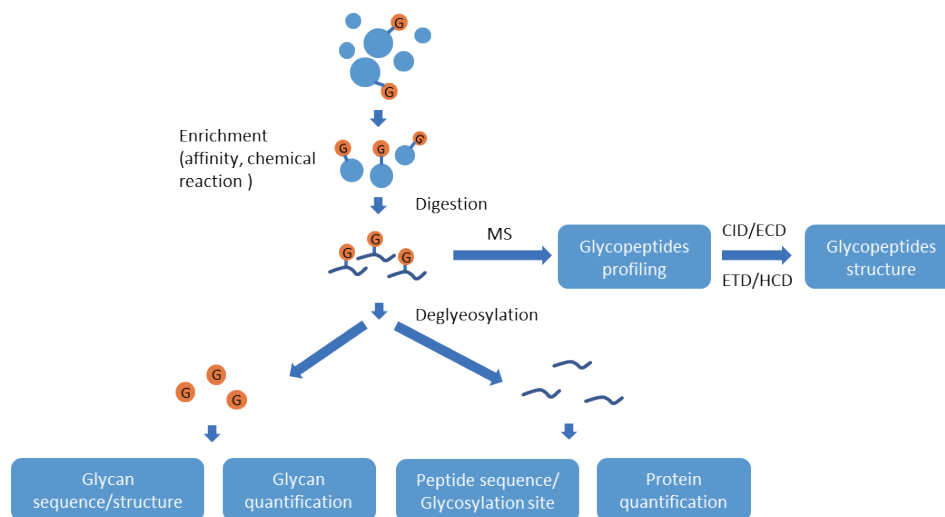 G
G
Enrichment
(affinity, chemical
reaction )
G
G
G
Digestion
G
G
G
MS
Glycopeptides
profiling
CID/ECD
ETD/HCD
Glycopeptides
structure
Deglyeosylation
G
G
G
Glycan
sequence/structure
Glycan
quantification
Peptide sequence/
Glycosylation site
Protein
quantification